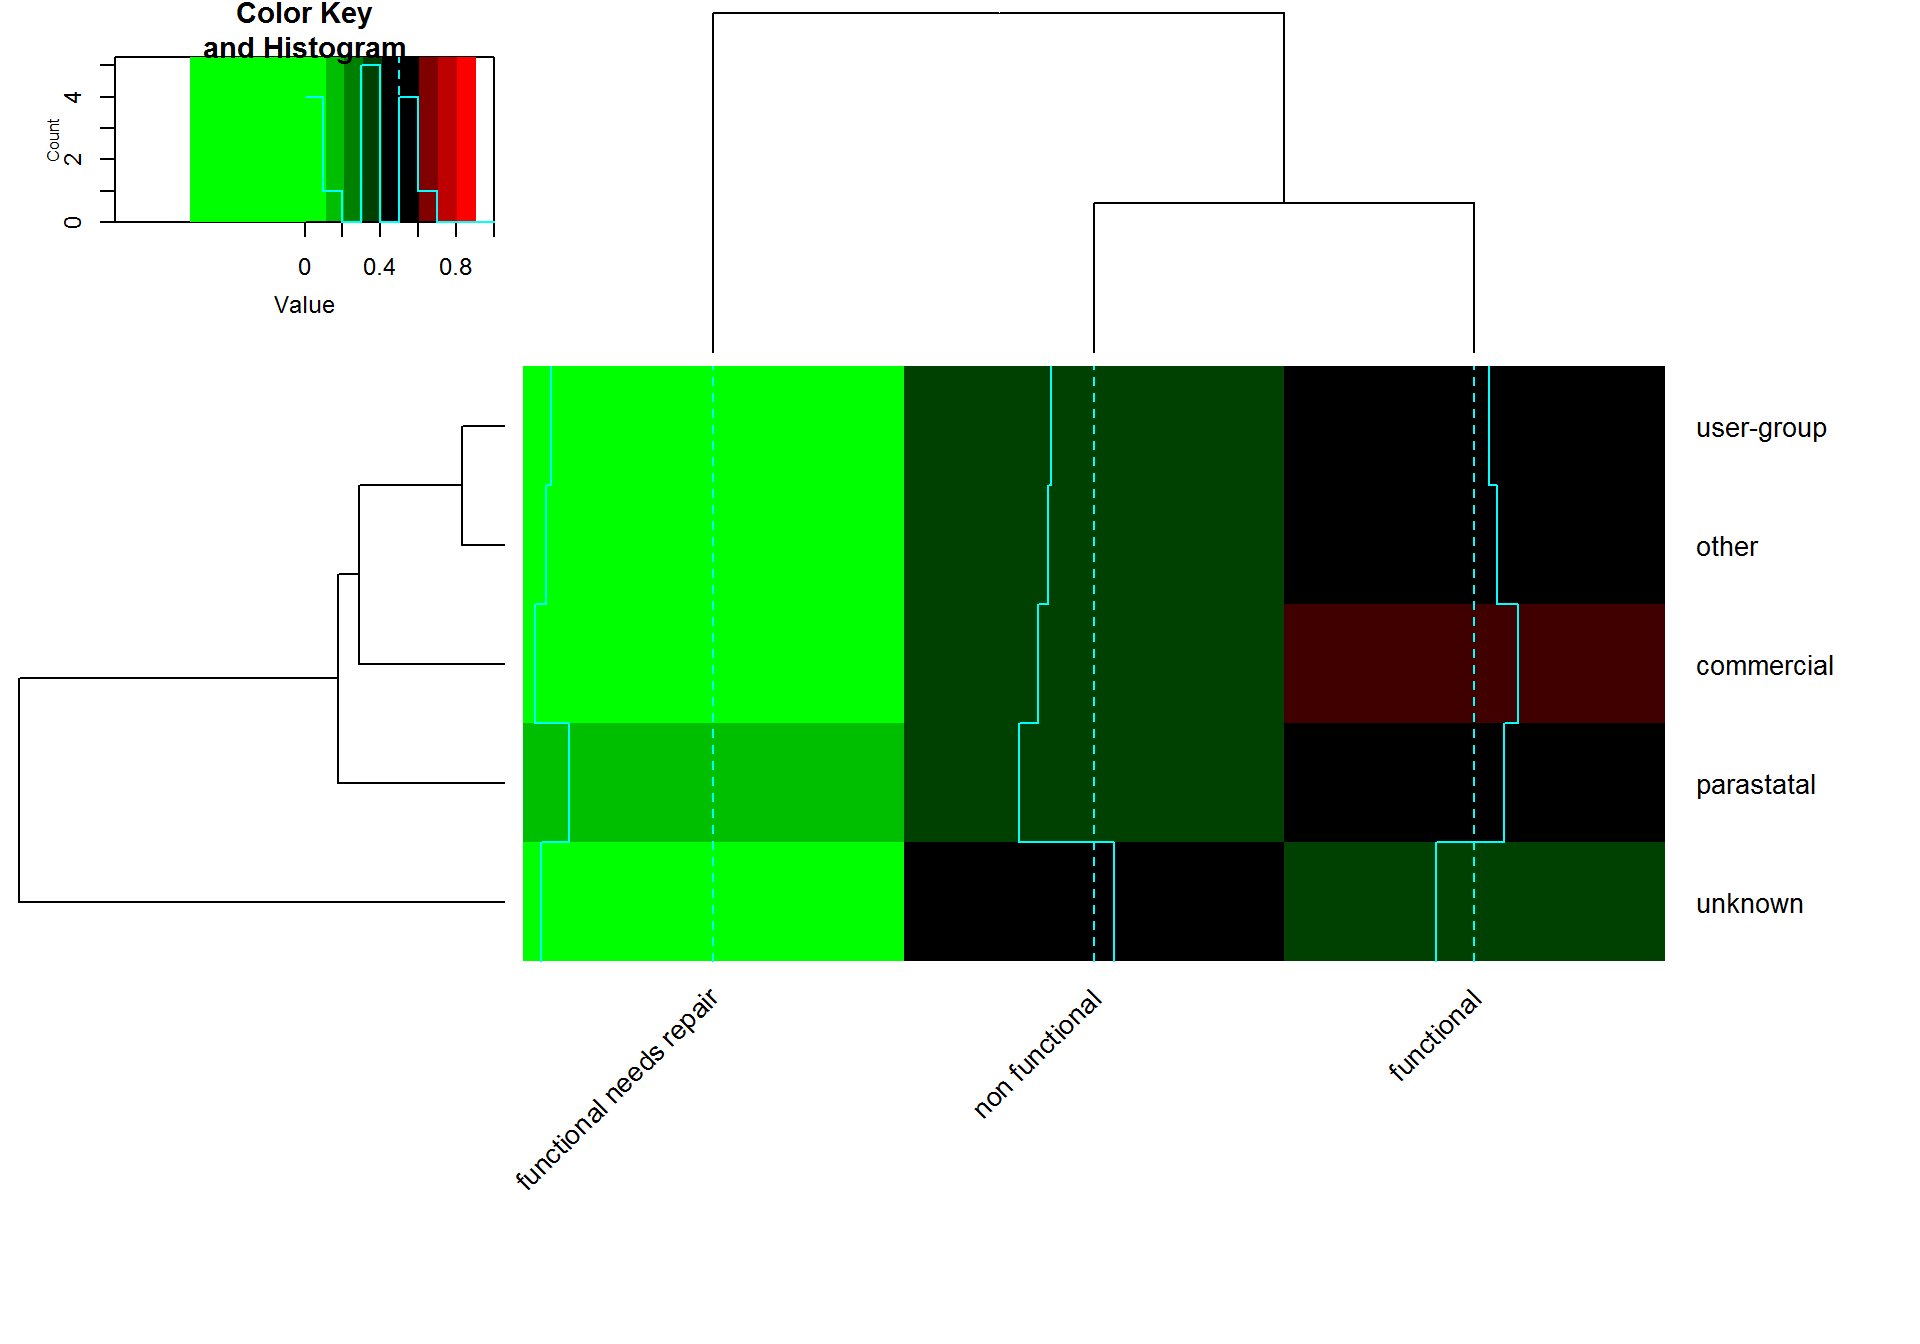 Color Key
and Histogram
Count
0 2 4
0 0.4 0.8
Value
user-group
other
commercial
parastatal
unknown
functional needs repair
non functional
functional